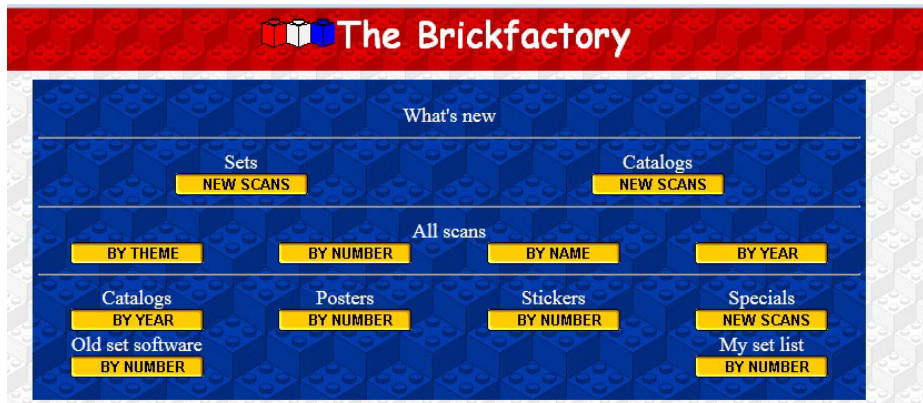 The Brickfactory
What's new
Sets Catalogs
NEW SCANS NEW SCANS
All scans
BY THEME BY NUMBER BY NAME BY YEAR
Catalogs Posters Stickers Specials
BY YEAR BY NUMBER BY NUMBER NEW SCANS
Old set software My set list
BY NUMBER BY NUMBER